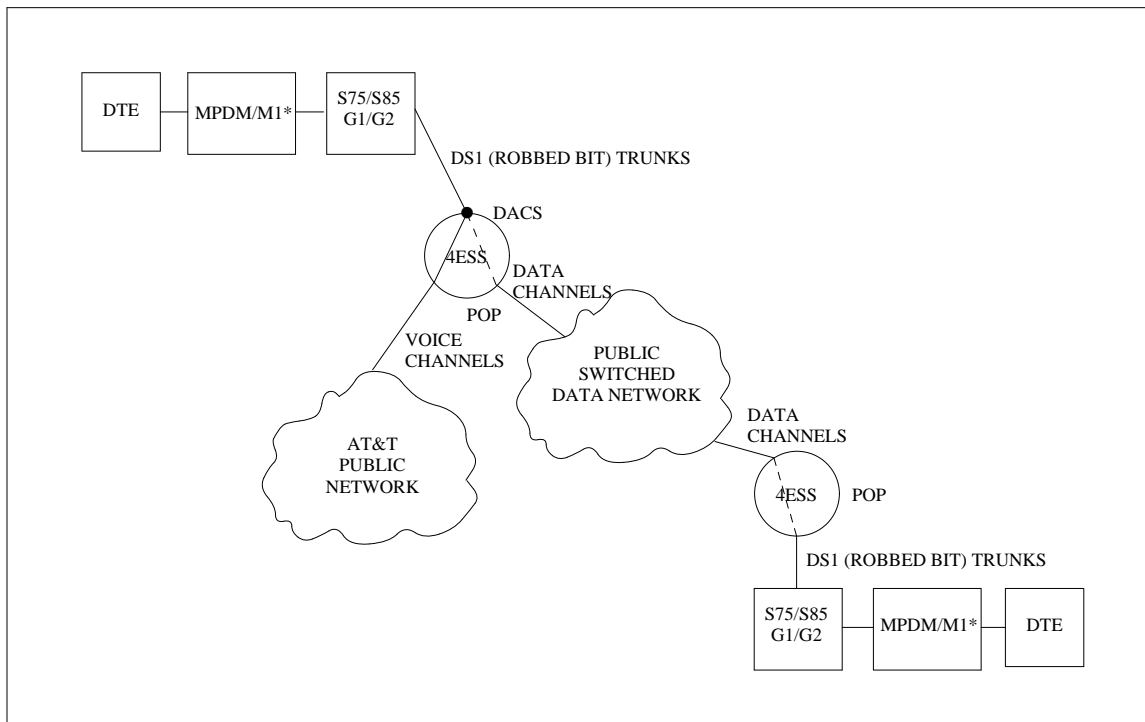 DTE
MPDM/M1*
S75/S85
G1/G2
DS1 (ROBBED BIT) TRUNKS
DACS
4ESS
DATA
CHANNELS
POP
VOICE
CHANNELS
PUBLIC
SWITCHED
DATA NETWORK
AT&T
PUBLIC
NETWORK
DATA
CHANNELS
4ESS
POP
DS1 (ROBBED BIT) TRUNKS
S75/S85
G1/G2
MPDM/M1*
DTE